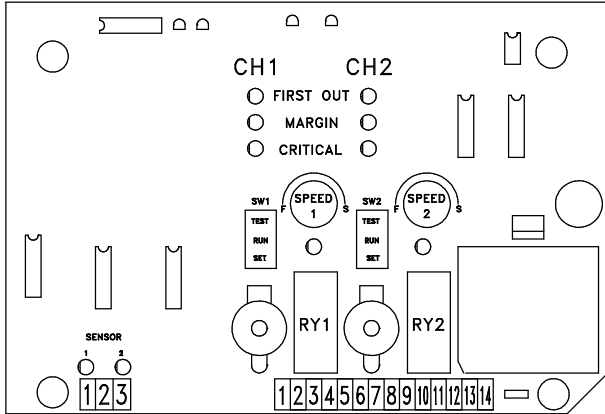 CH1 CH2
FIRST OUT
MARGIN
CRITICAL
SW1 SPEED 1 F S
TEST
RUN
SET
SW2 SPEED 2 F S
TEST
RUN
SET
RY1 RY2
SENSOR
1 2
1 2 3
1 2 3 4 5 6 7 8 9 10 11 12 13 14